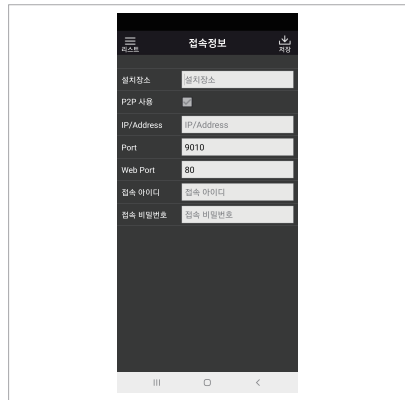 접속정보
리스트
저장
설치장소 설치장소
P2P 사용
IP/Address IP/Address
Port 9010
Web Port 80
접속 아이디 접속 아이디
접속 비밀번호 접속 비밀번호